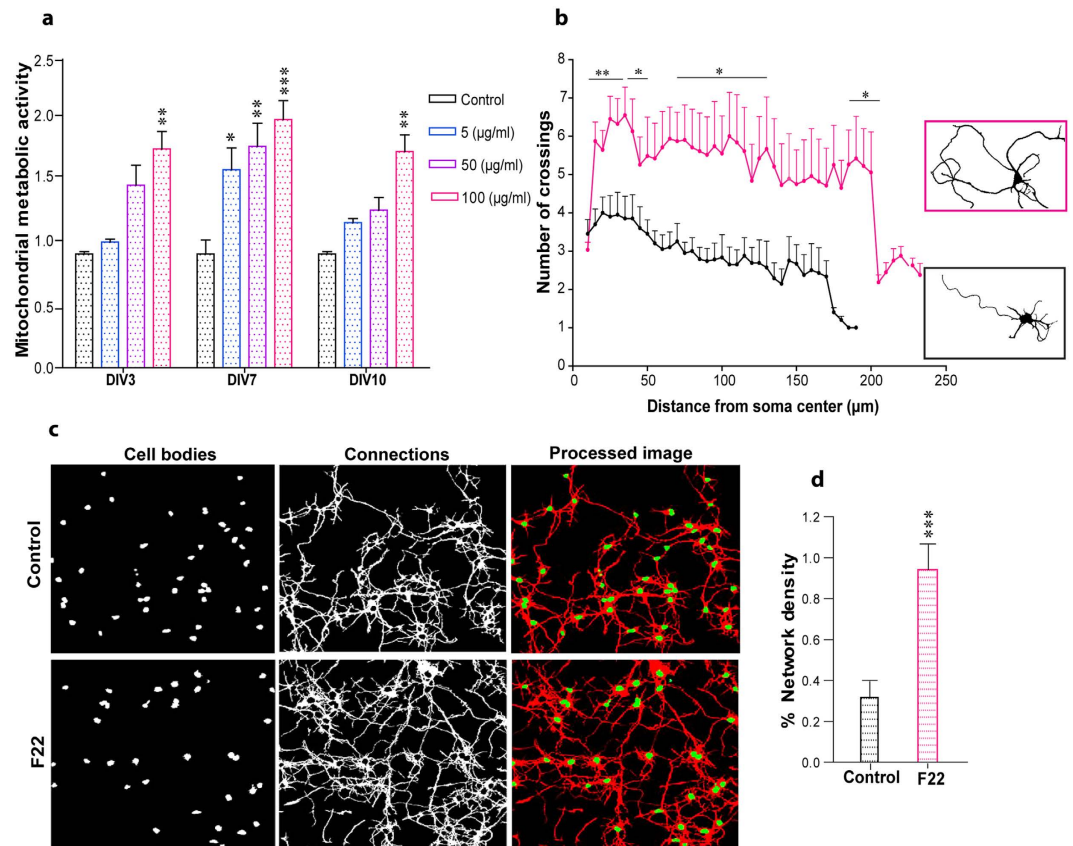 a
Mitochondrial metabolic activity
2.5
2.0
1.5
1.0
0.5
0.0
**
*
**
***
**
DIV3
DIV7
DIV10
Control
5 (µg/ml)
50 (µg/ml)
100 (µg/ml)
b
Number of crossings
8
7
6
5
4
3
2
1
0
**
*
*
*
0
50
100
150
200
250
Distance from soma center (µm)
c
Cell bodies
Connections
Processed image
Control
F22
d
% Network density
1.2
1.0
0.8
0.6
0.4
0.2
0.0
***
Control
F22